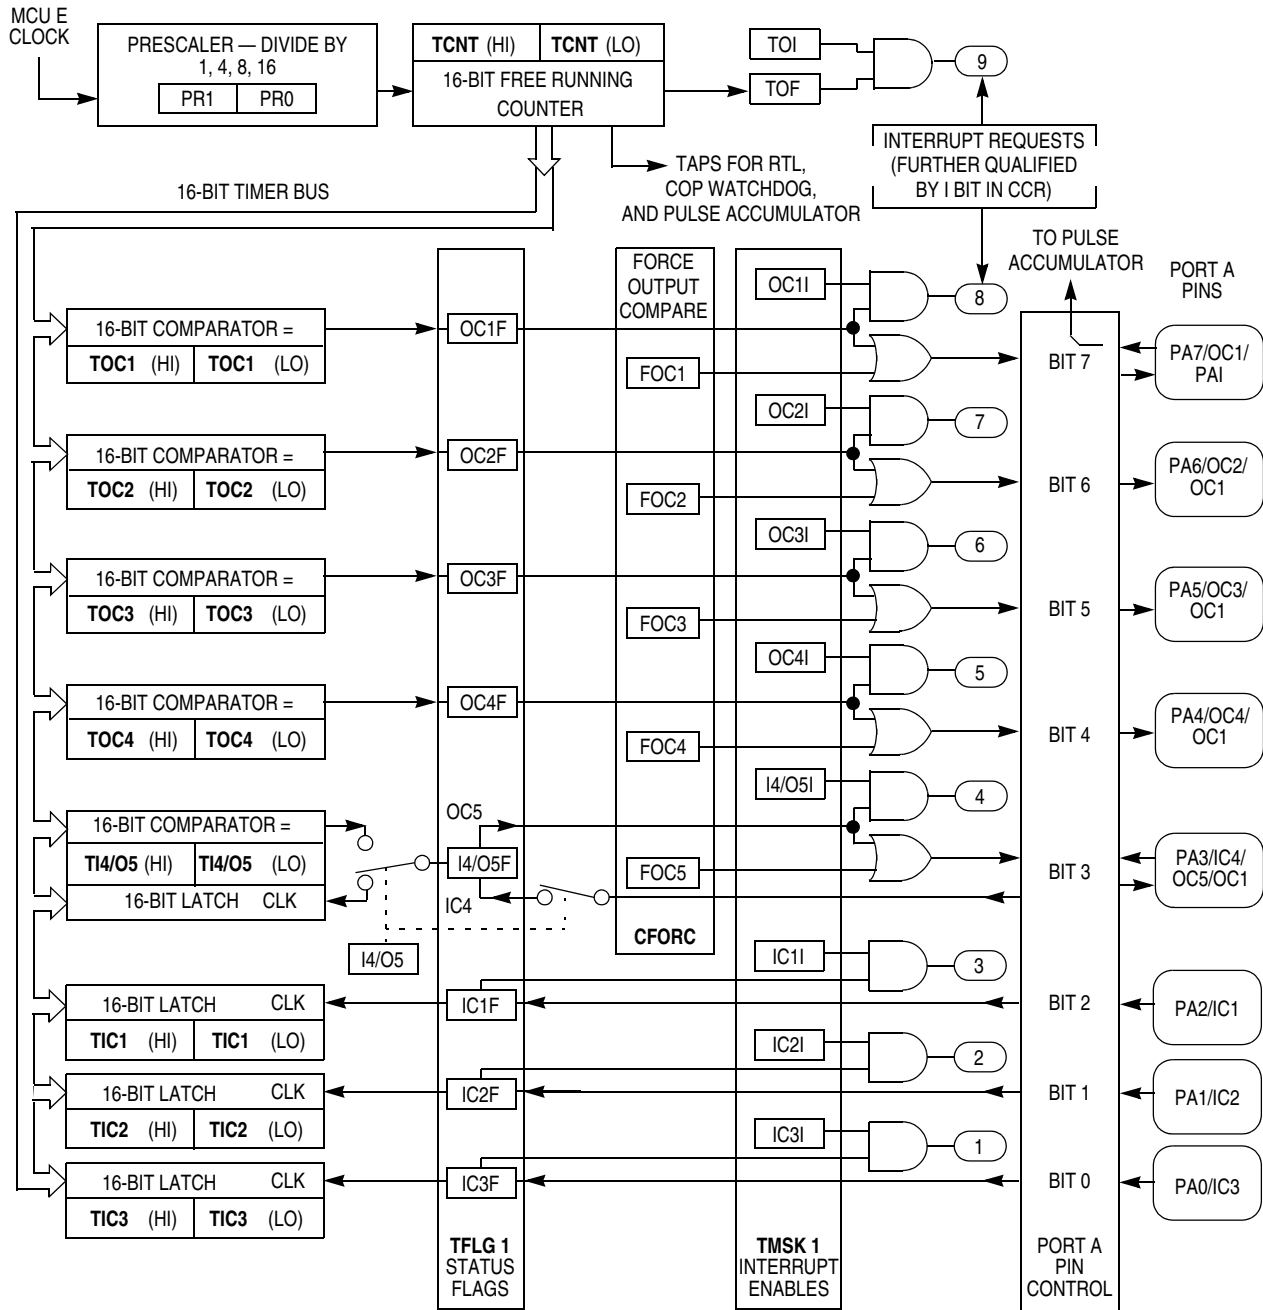 MCU E
CLOCK
PRESCALER — DIVIDE BY
1, 4, 8, 16
PR1 PR0
TCNT (HI) TCNT (LO)
16-BIT FREE RUNNING
COUNTER
TOI
TOF
9
INTERRUPT REQUESTS
(FURTHER QUALIFIED
BY I BIT IN CCR)
TAPS FOR RTL,
COP WATCHDOG,
AND PULSE ACCUMULATOR
16-BIT TIMER BUS
TO PULSE
ACCUMULATOR
PORT A
PINS
FORCE
OUTPUT
COMPARE
OC1I
8
16-BIT COMPARATOR =
TOC1 (HI) TOC1 (LO)
OC1F
FOC1
BIT 7
PA7/OC1/
PAI
OC2I
7
16-BIT COMPARATOR =
TOC2 (HI) TOC2 (LO)
OC2F
FOC2
BIT 6
PA6/OC2/
OC1
OC3I
6
16-BIT COMPARATOR =
TOC3 (HI) TOC3 (LO)
OC3F
FOC3
BIT 5
PA5/OC3/
OC1
OC4I
5
16-BIT COMPARATOR =
TOC4 (HI) TOC4 (LO)
OC4F
FOC4
BIT 4
PA4/OC4/
OC1
I4/O5I
4
16-BIT COMPARATOR =
TI4/O5 (HI) TI4/O5 (LO)
16-BIT LATCH CLK
OC5
I4/O5F
IC4
FOC5
CFORC
I4/O5
BIT 3
PA3/IC4/
OC5/OC1
IC1I
3
16-BIT LATCH CLK
TIC1 (HI) TIC1 (LO)
IC1F
BIT 2
PA2/IC1
IC2I
2
16-BIT LATCH CLK
TIC2 (HI) TIC2 (LO)
IC2F
BIT 1
PA1/IC2
IC3I
1
16-BIT LATCH CLK
TIC3 (HI) TIC3 (LO)
IC3F
BIT 0
PA0/IC3
TFLG 1
STATUS
FLAGS
TMSK 1
INTERRUPT
ENABLES
PORT A
PIN
CONTROL